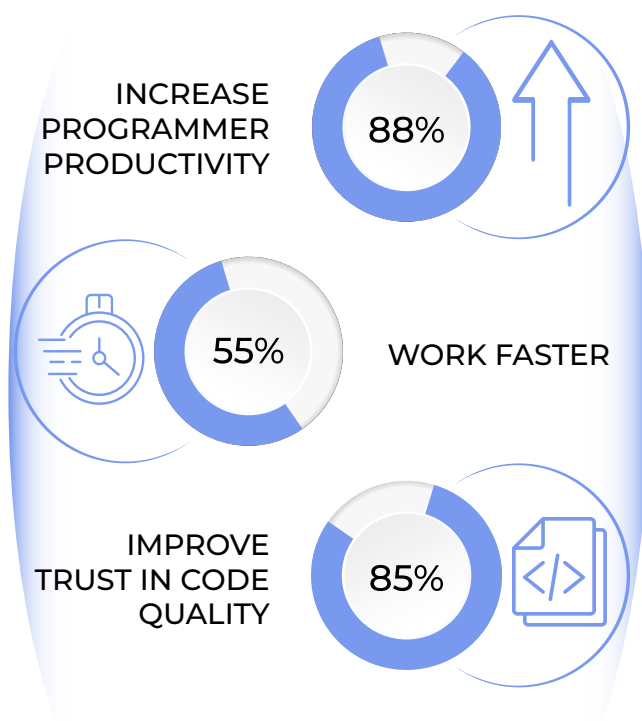 INCREASE
PROGRAMMER
PRODUCTIVITY
88%
55%
WORK FASTER
IMPROVE
TRUST IN CODE
QUALITY
85%